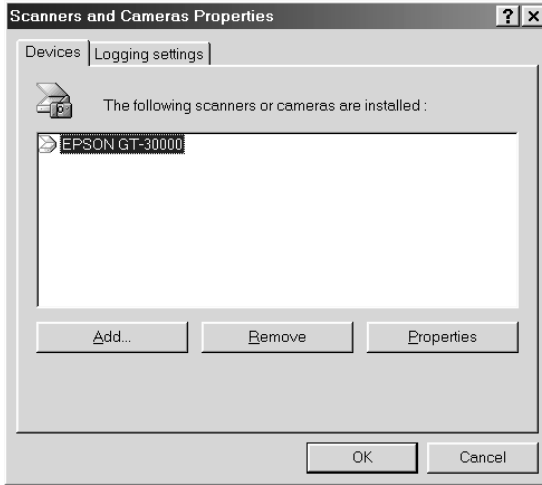 Scanners and Cameras Properties
Devices Logging settings
The following scanners or cameras are installed :
EPSON GT-30000
Add... Remove Properties
OK Cancel